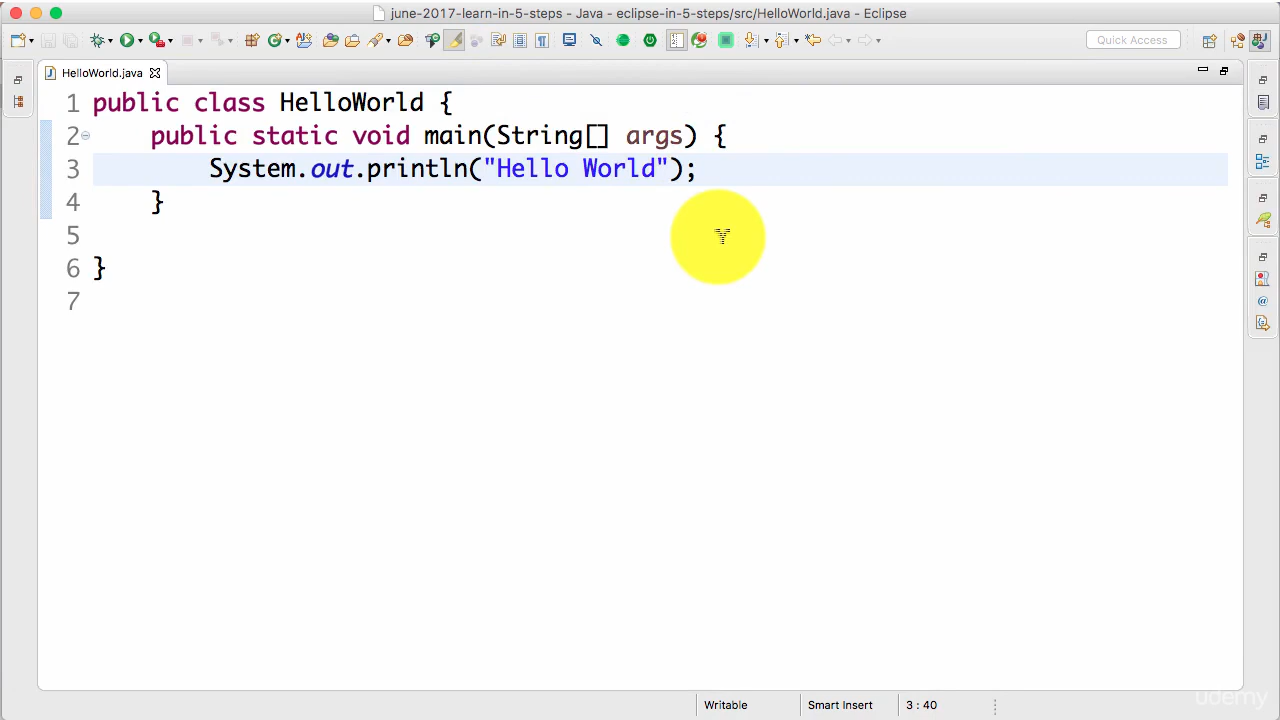 june-2017-learn-in-5-steps - Java - eclipse-in-5-steps/src/HelloWorld.java - Eclipse
Quick Access
HelloWorld.java
1 public class HelloWorld {
2 public static void main(String[] args) {
3 System.out.println("Hello World");
4 }
5
6 }
7
Writable Smart Insert 3 : 40
udemy